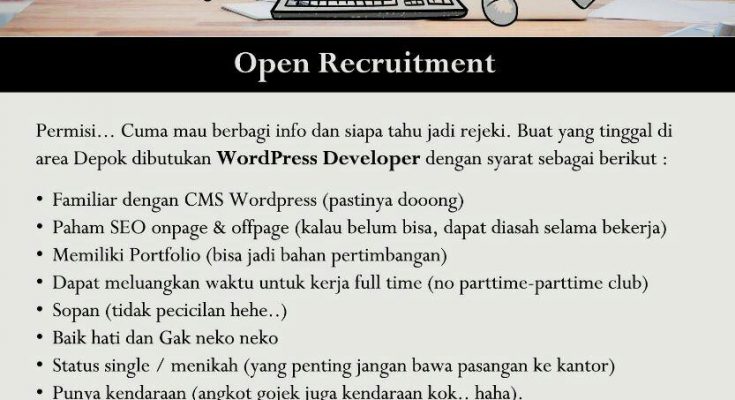 Open Recruitment
Permisi... Cuma mau berbagi info dan siapa tahu jadi rejeki. Buat yang tinggal di
area Depok dibutukan WordPress Developer dengan syarat sebagai berikut :
• Familiar dengan CMS Wordpress (pastinya dooong)
• Paham SEO onpage & offpage (kalau belum bisa, dapat diasah selama bekerja)
• Memiliki Portfolio (bisa jadi bahan pertimbangan)
• Dapat meluangkan waktu untuk kerja full time (no parttime-parttime club)
• Sopan (tidak pecicilan hehe..)
• Baik hati dan Gak neko neko
• Status single / menikah (yang penting jangan bawa pasangan ke kantor)
• Punya kendaraan (angkot gojek juga kendaraan kok.. haha).